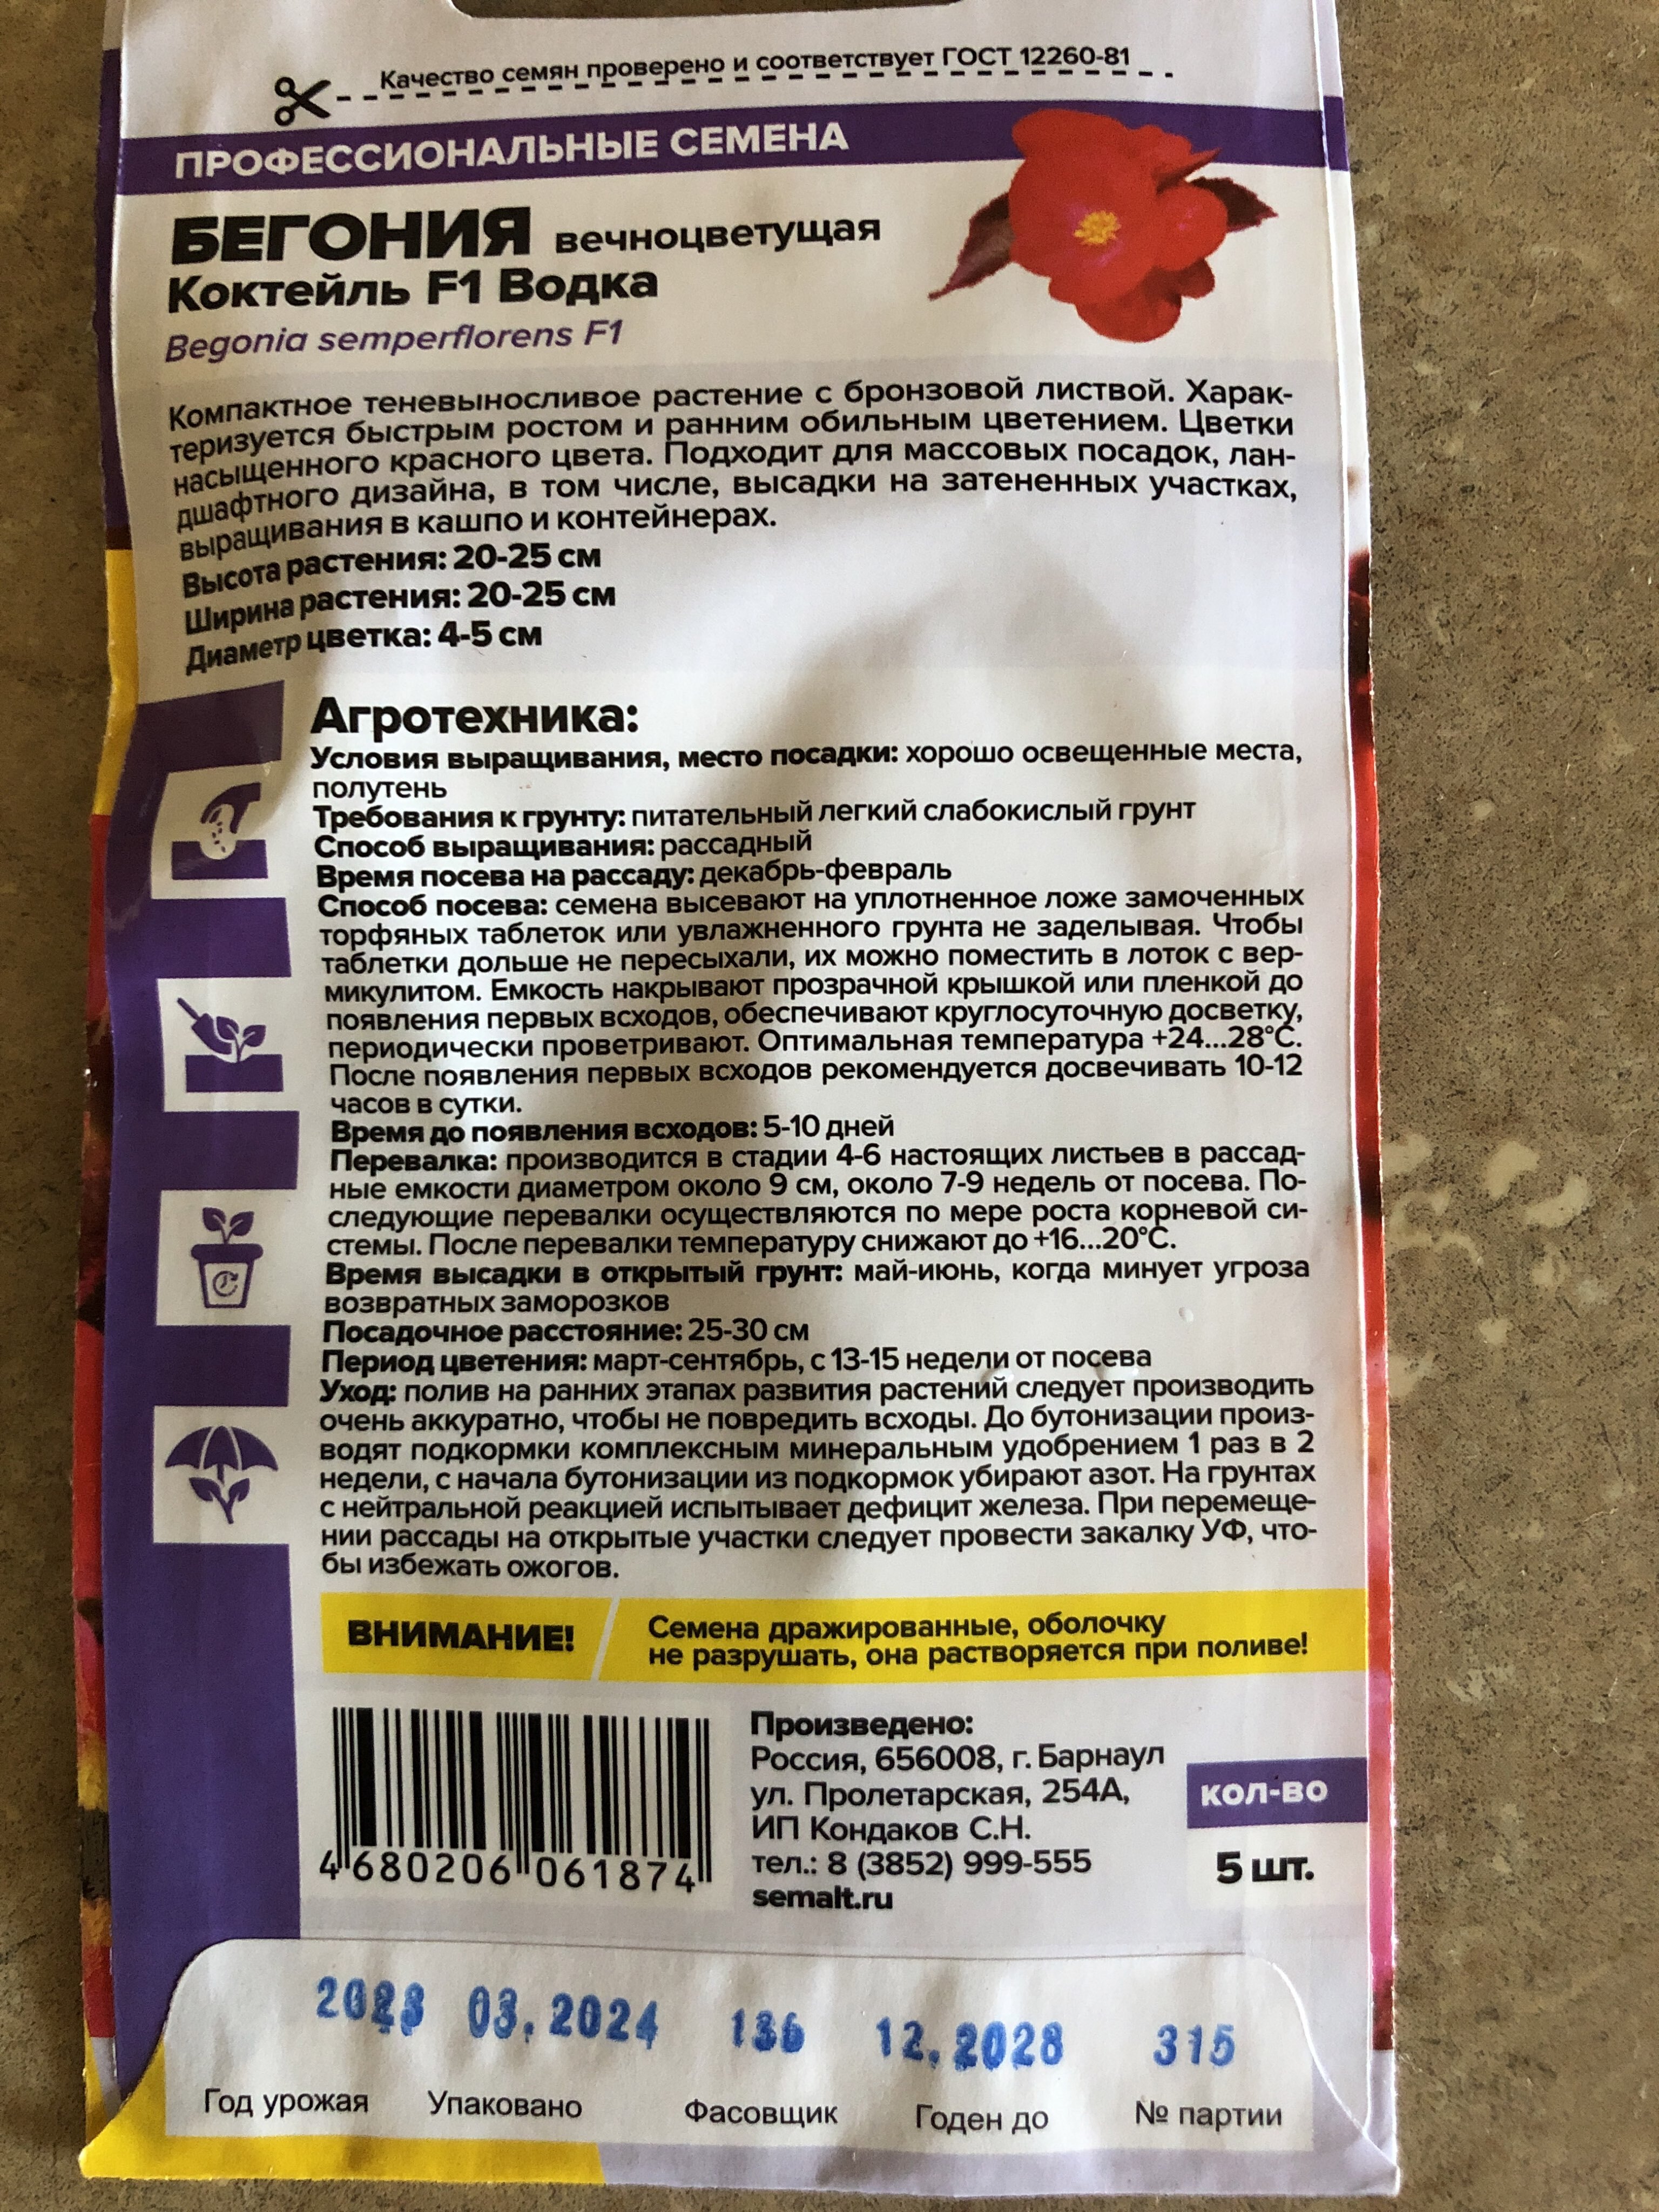 Качество семян проверено и соответствует ГОСТ 12260-81
ПРОФЕССИОНАЛЬНЫЕ СЕМЕНА
БЕГОНИЯ вечноцветущая
Коктейль F1 Водка
Begonia semperflorens F1
Компактное теневыносливое растение с бронзовой листвой. Харак-
теризуется быстрым ростом и ранним обильным цветением. Цветки
насыщенного красного цвета. Подходит для массовых посадок, лан-
дшафтного дизайна, в том числе, высадки на затененных участках,
выращивания в кашпо и контейнерах.
Высота растения: 20-25 см
Ширина растения: 20-25 см
Диаметр цветка: 4-5 см
Агротехника:
Условия выращивания, место посадки: хорошо освещенные места,
полутень
Требования к грунту: питательный легкий слабокислый грунт
Способ выращивания: рассадный
Время посева на рассаду: декабрь-февраль
Способ посева: семена высевают на уплотненное ложе замоченных
торфяных таблеток или увлажненного грунта не заделывая. Чтобы
таблетки дольше не пересыхали, их можно поместить в лоток с вер-
микулитом. Емкость накрывают прозрачной крышкой или пленкой до
появления первых всходов, обеспечивают круглосуточную досветку,
периодически проветривают. Оптимальная температура +24...28°С.
После появления первых всходов рекомендуется досвечивать 10-12
часов в сутки.
Время до появления всходов: 5-10 дней
Перевалка: производится в стадии 4-6 настоящих листьев в рассад-
ные емкости диаметром около 9 см, около 7-9 недель от посева. По-
следующие перевалки осуществляются по мере роста корневой си-
стемы. После перевалки температуру снижают до +16...20°С.
Время высадки в открытый грунт: май-июнь, когда минует угроза
возвратных заморозков
Посадочное расстояние: 25-30 см
Период цветения: март-сентябрь, с 13-15 недели от посева
Уход: полив на ранних этапах развития растений следует производить
очень аккуратно, чтобы не повредить всходы. До бутонизации произ-
водят подкормки комплексным минеральным удобрением 1 раз в 2
недели, с начала бутонизации из подкормок убирают азот. На грунтах
с нейтральной реакцией испытывает дефицит железа. При перемеще-
нии рассады на открытые участки следует провести закалку УФ, что-
бы избежать ожогов.
ВНИМАНИЕ!
Семена дражированные, оболочку
не разрушать, она растворяется при поливе!
4 680206 061874
Произведено:
Россия, 656008, г. Барнаул
ул. Пролетарская, 254А,
ИП Кондаков С.Н.
тел.: 8 (3852) 999-555
semalt.ru
КОЛ-ВО
5 шт.
2023 03.2024 136 12.2028 315
Год урожая Упаковано Фасовщик Годен до № партии